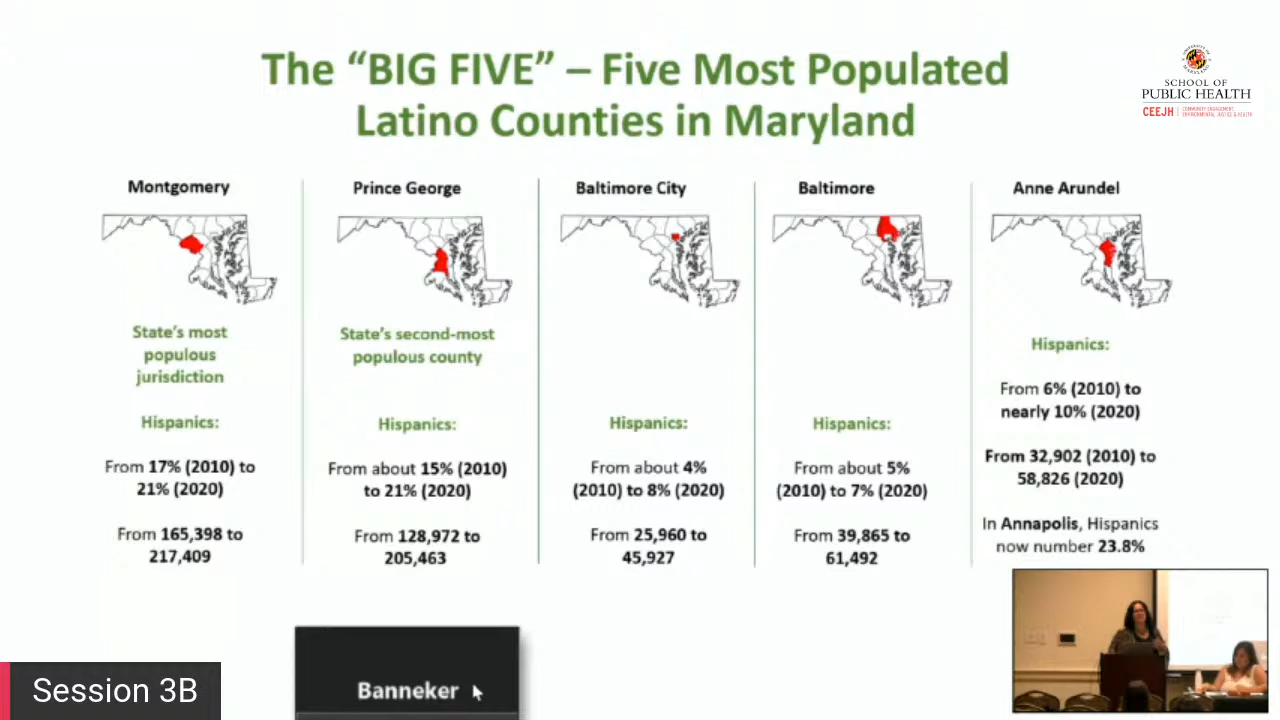 The “BIG FIVE” – Five Most Populated
Latino Counties in Maryland
UNIVERSITY OF
MARYLAND
SCHOOL OF
PUBLIC HEALTH
CEEJH
COMMUNITY ENGAGEMENT,
ENVIRONMENTAL JUSTICE & HEALTH
Montgomery
State’s most
populous
jurisdiction
Hispanics:
From 17% (2010) to
21% (2020)
From 165,398 to
217,409
Prince George
State’s second-most
populous county
Hispanics:
From about 15% (2010)
to 21% (2020)
From 128,972 to
205,463
Baltimore City
Hispanics:
From about 4%
(2010) to 8% (2020)
From 25,960 to
45,927
Baltimore
Hispanics:
From about 5%
(2010) to 7% (2020)
From 39,865 to
61,492
Anne Arundel
Hispanics:
From 6% (2010) to
nearly 10% (2020)
From 32,902 (2010) to
58,826 (2020)
In Annapolis, Hispanics
now number 23.8%
Banneker
Session 3B